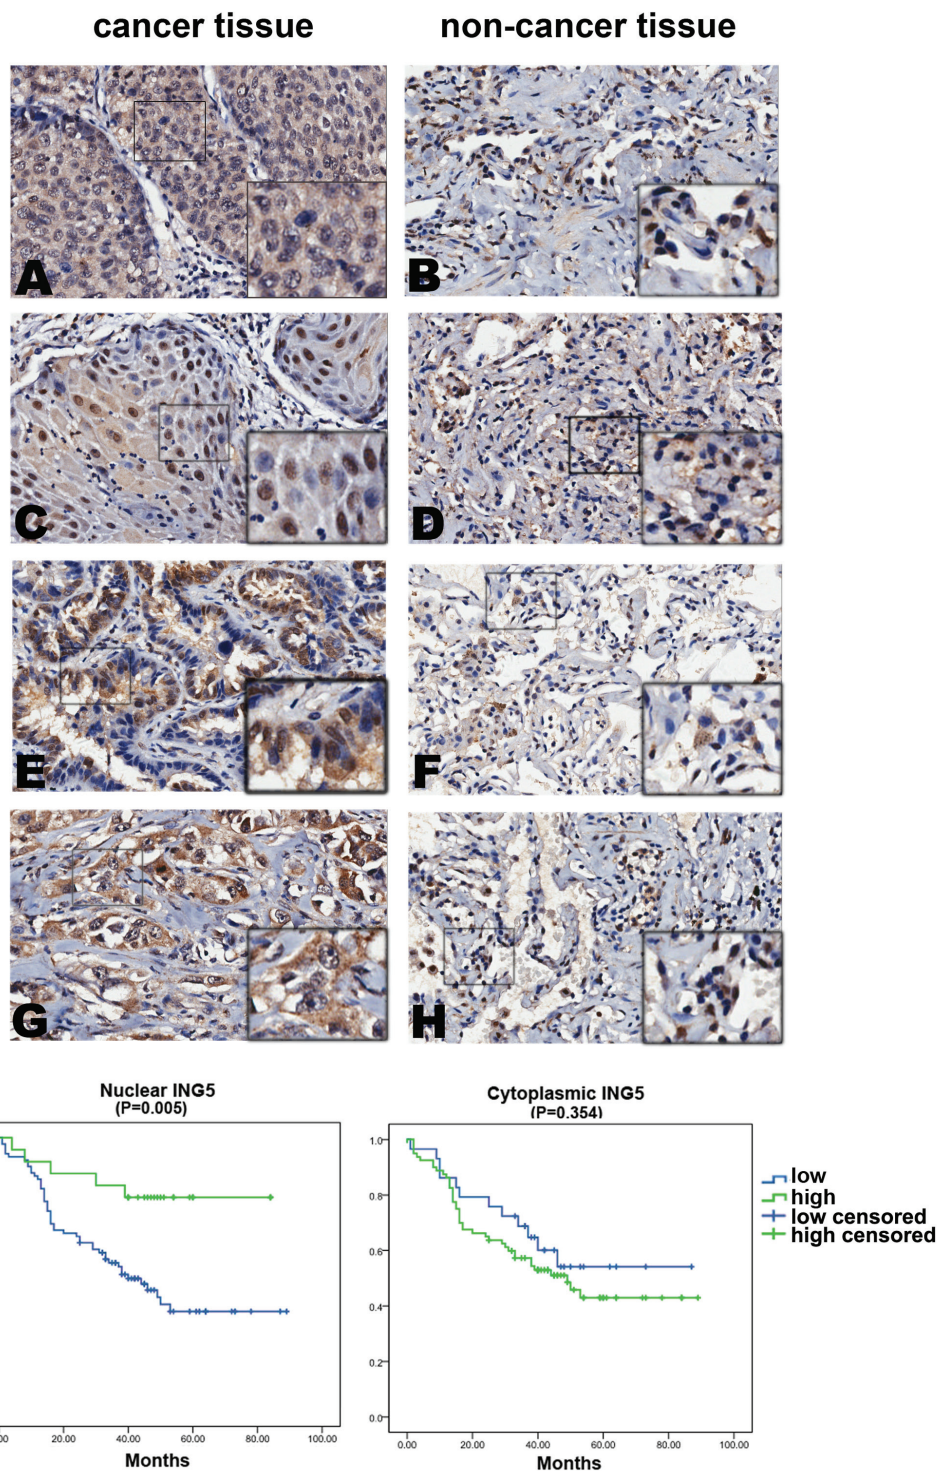 cancer tissue non-cancer tissue
A B
C D
E F
G H
Nuclear ING5
(P=0.005)
Cytoplasmic ING5
(P=0.354)
1.0
0.8
0.6
0.4
0.2
0.0
low
high
low censored
high censored
20.00 40.00 60.00 80.00 100.00
Months
0.00 20.00 40.00 60.00 80.00 100.00
Months